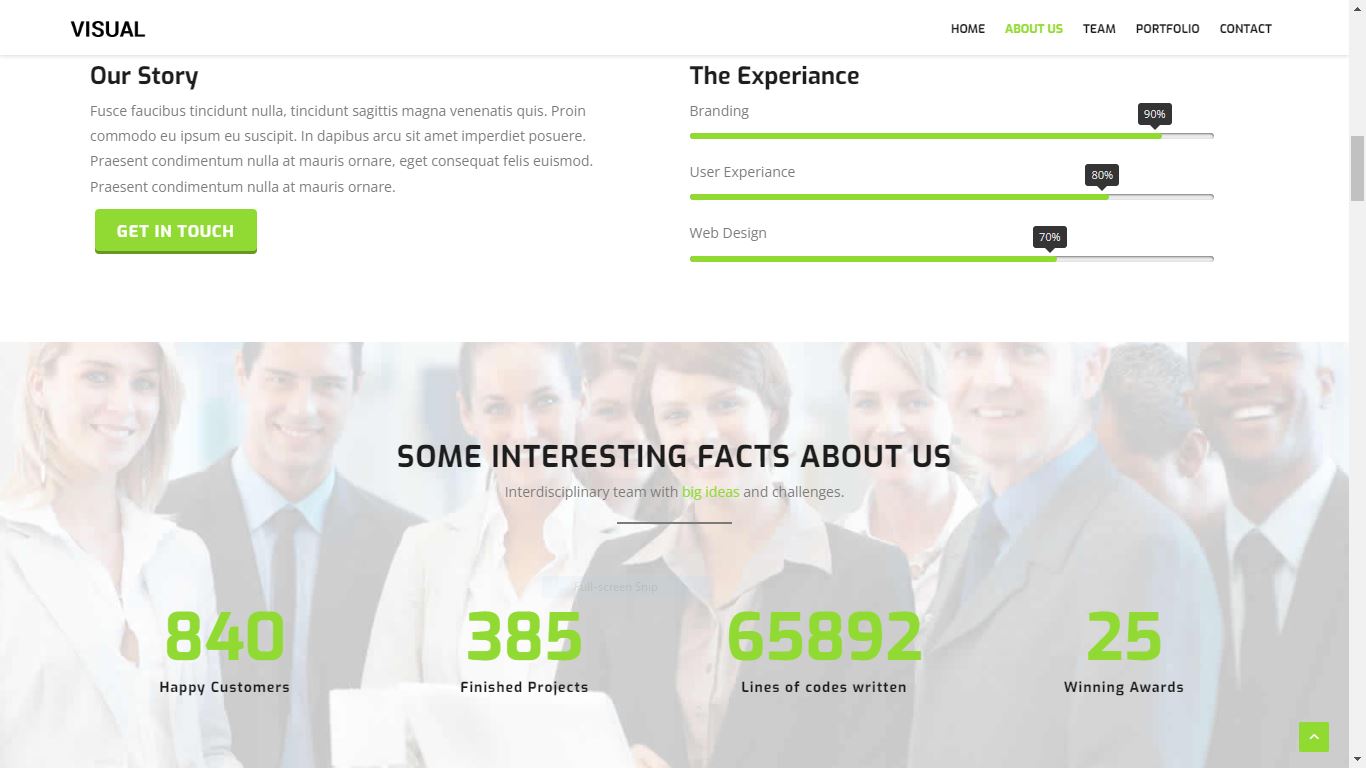 VISUAL
HOME ABOUT US TEAM PORTFOLIO CONTACT
Our Story
Fusce faucibus tincidunt nulla, tincidunt sagittis magna venenatis quis. Proin
commodo eu ipsum eu suscipit. In dapibus arcu sit amet imperdiet posuere.
Praesent condimentum nulla at mauris ornare, eget consequat felis euismod.
Praesent condimentum nulla at mauris ornare.
GET IN TOUCH
The Experiance
Branding
90%
User Experiance
80%
Web Design
70%
SOME INTERESTING FACTS ABOUT US
Interdisciplinary team with big ideas and challenges.
Full-screen Snip
840
Happy Customers
385
Finished Projects
65892
Lines of codes written
25
Winning Awards